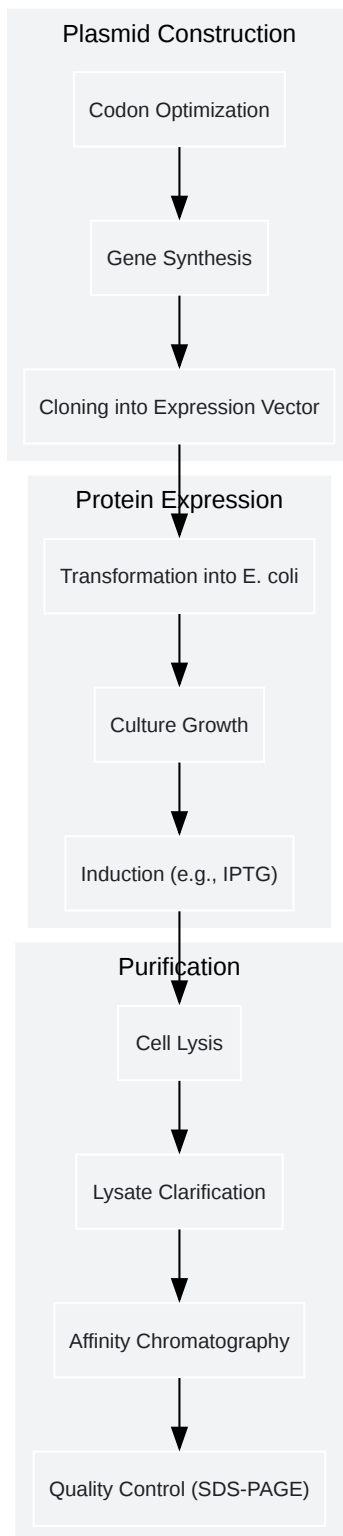 Plasmid Construction
Codon Optimization
Gene Synthesis
Cloning into Expression Vector
Protein Expression
Transformation into E. coli
Culture Growth
Induction (e.g., IPTG)
Purification
Cell Lysis
Lysate Clarification
Affinity Chromatography
Quality Control (SDS-PAGE)